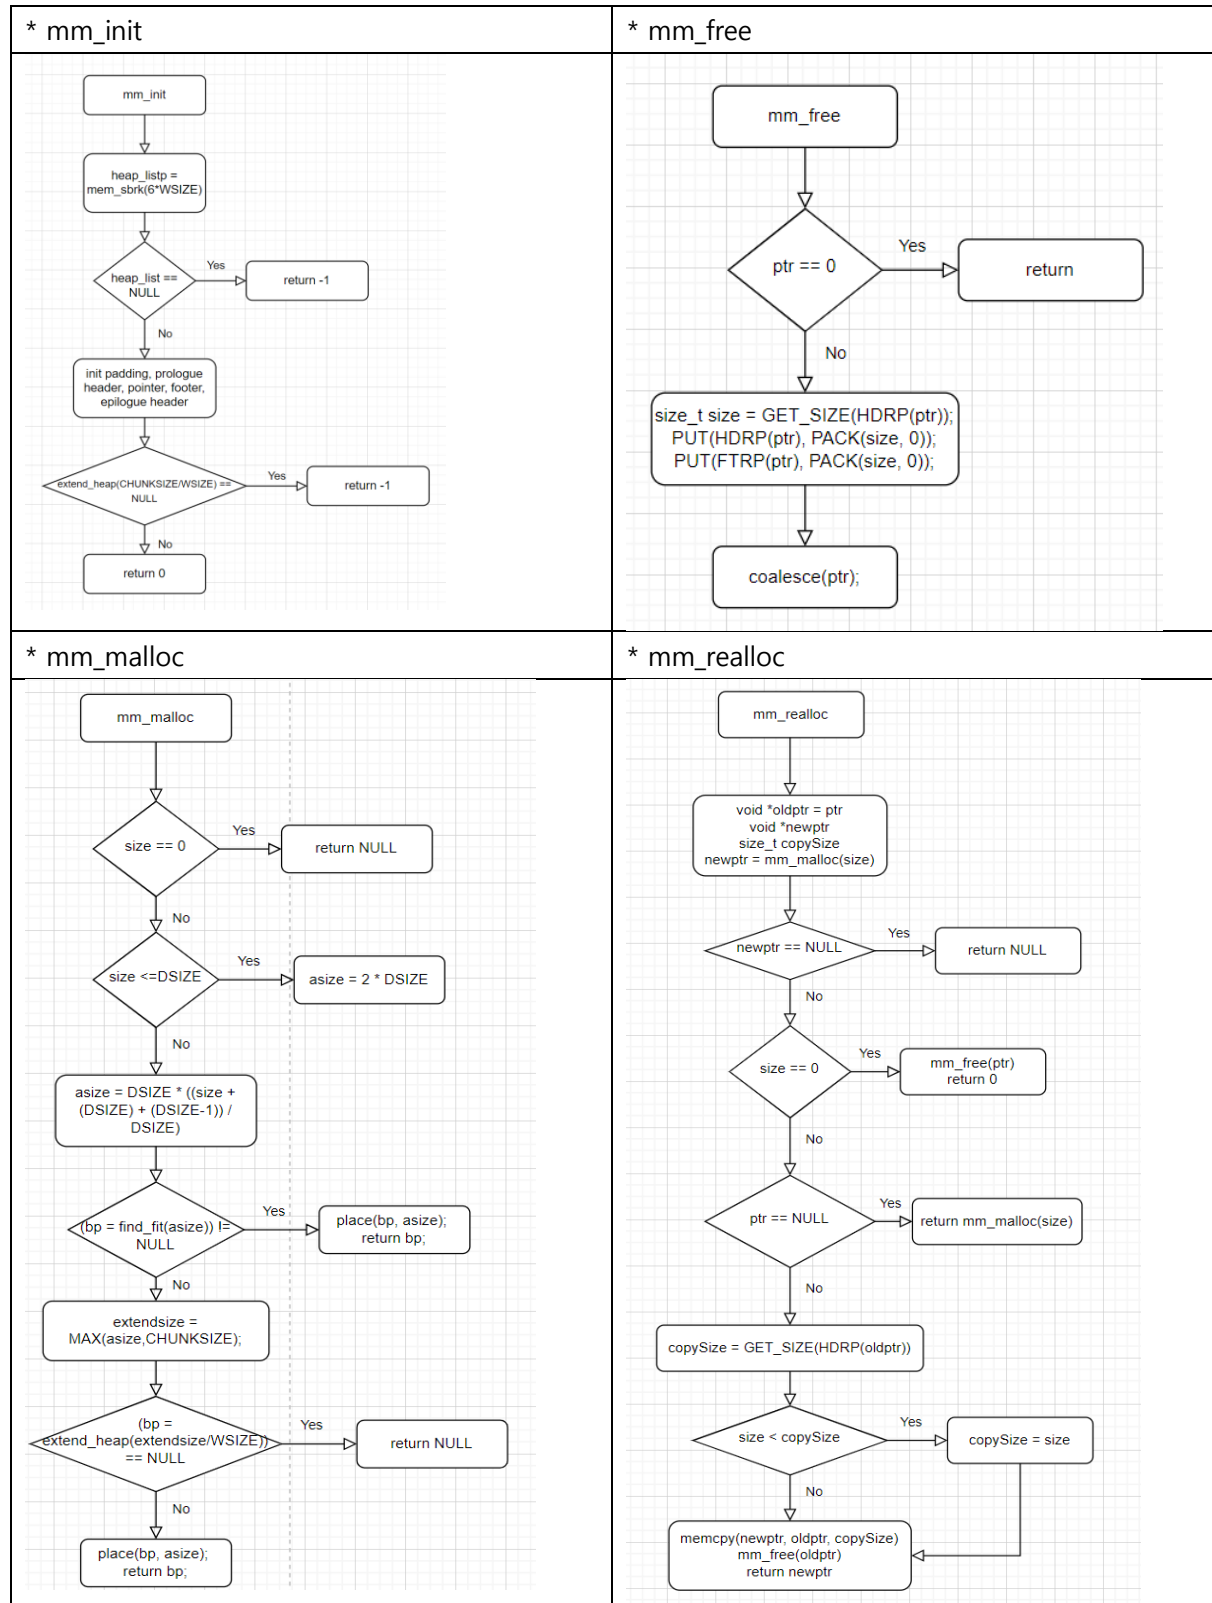 * mm_init
mm_init
heap_listp =
mem_sbrk(6*WSIZE)
heap_list ==
NULL
Yes
return -1
No
init padding, prologue
header, pointer, footer,
epilogue header
extend_heap(CHUNKSIZE/WSIZE) ==
NULL
Yes
return -1
No
return 0
* mm_free
mm_free
ptr == 0
Yes
return
No
size_t size = GET_SIZE(HDRP(ptr));
PUT(HDRP(ptr), PACK(size, 0));
PUT(FTRP(ptr), PACK(size, 0));
coalesce(ptr);
* mm_malloc
mm_malloc
size == 0
Yes
return NULL
No
size <=DSIZE
Yes
asize = 2 * DSIZE
No
asize = DSIZE * ((size +
(DSIZE) + (DSIZE-1)) /
DSIZE)
(bp = find_fit(asize)) !=
NULL
Yes
place(bp, asize);
return bp;
No
extendsize =
MAX(asize,CHUNKSIZE);
(bp =
extend_heap(extendsize/WSIZE))
== NULL
Yes
return NULL
No
place(bp, asize);
return bp;
* mm_realloc
mm_realloc
void *oldptr = ptr
void *newptr
size_t copySize
newptr = mm_malloc(size)
newptr == NULL
Yes
return NULL
No
size == 0
Yes
mm_free(ptr)
return 0
No
ptr == NULL
Yes
return mm_malloc(size)
No
copySize = GET_SIZE(HDRP(oldptr))
size < copySize
Yes
copySize = size
No
memcpy(newptr, oldptr, copySize)
mm_free(oldptr)
return newptr